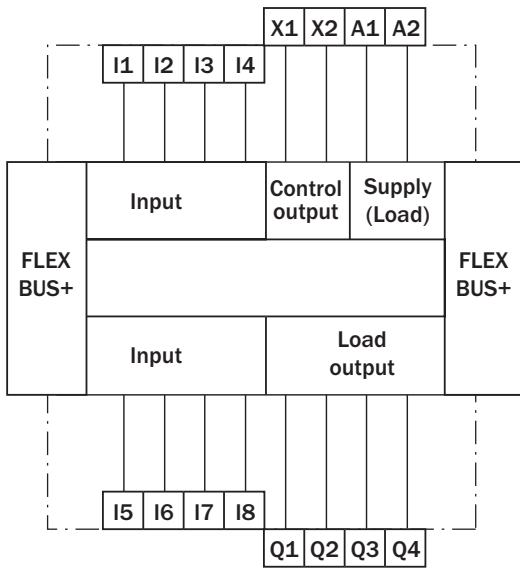 X1 X2 A1 A2
I1 I2 I3 I4
Input
Control
output
Supply
(Load)
FLEX
BUS+
FLEX
BUS+
Input
Load
output
I5 I6 I7 I8
Q1 Q2 Q3 Q4